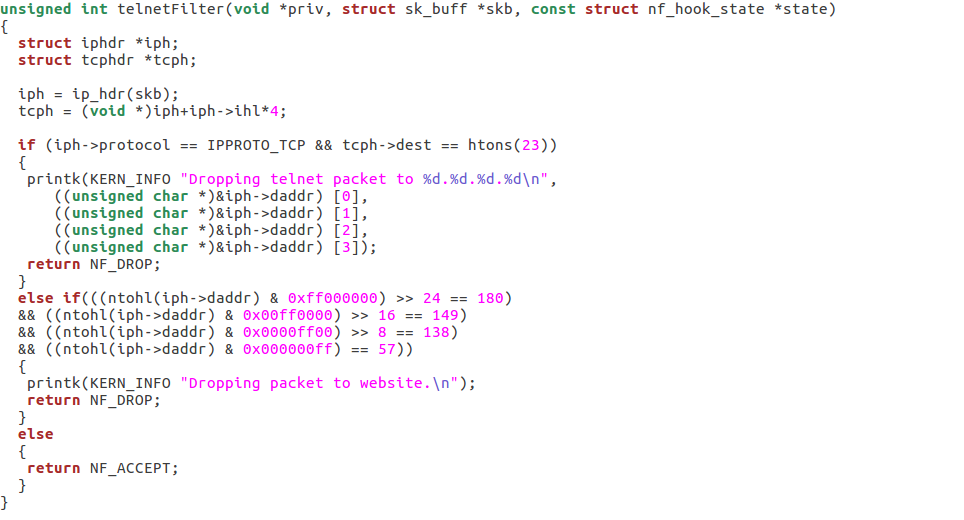 unsigned int telnetFilter(void *priv, struct sk_buff *skb, const struct nf_hook_state *state)
{
  struct iphdr *iph;
  struct tcphdr *tcph;

  iph = ip_hdr(skb);
  tcph = (void *)iph+iph->ihl*4;

  if (iph->protocol == IPPROTO_TCP && tcph->dest == htons(23))
  {
   printk(KERN_INFO "Dropping telnet packet to %d.%d.%d.%d\n",
      ((unsigned char *)&iph->daddr) [0],
      ((unsigned char *)&iph->daddr) [1],
      ((unsigned char *)&iph->daddr) [2],
      ((unsigned char *)&iph->daddr) [3]);
   return NF_DROP;
  }
  else if(((ntohl(iph->daddr) & 0xff000000) >> 24 == 180)
  && ((ntohl(iph->daddr) & 0x00ff0000) >> 16 == 149)
  && ((ntohl(iph->daddr) & 0x0000ff00) >> 8 == 138)
  && ((ntohl(iph->daddr) & 0x000000ff) == 57))
  {
   printk(KERN_INFO "Dropping packet to website.\n");
   return NF_DROP;
  }
  else
  {
   return NF_ACCEPT;
  }
}